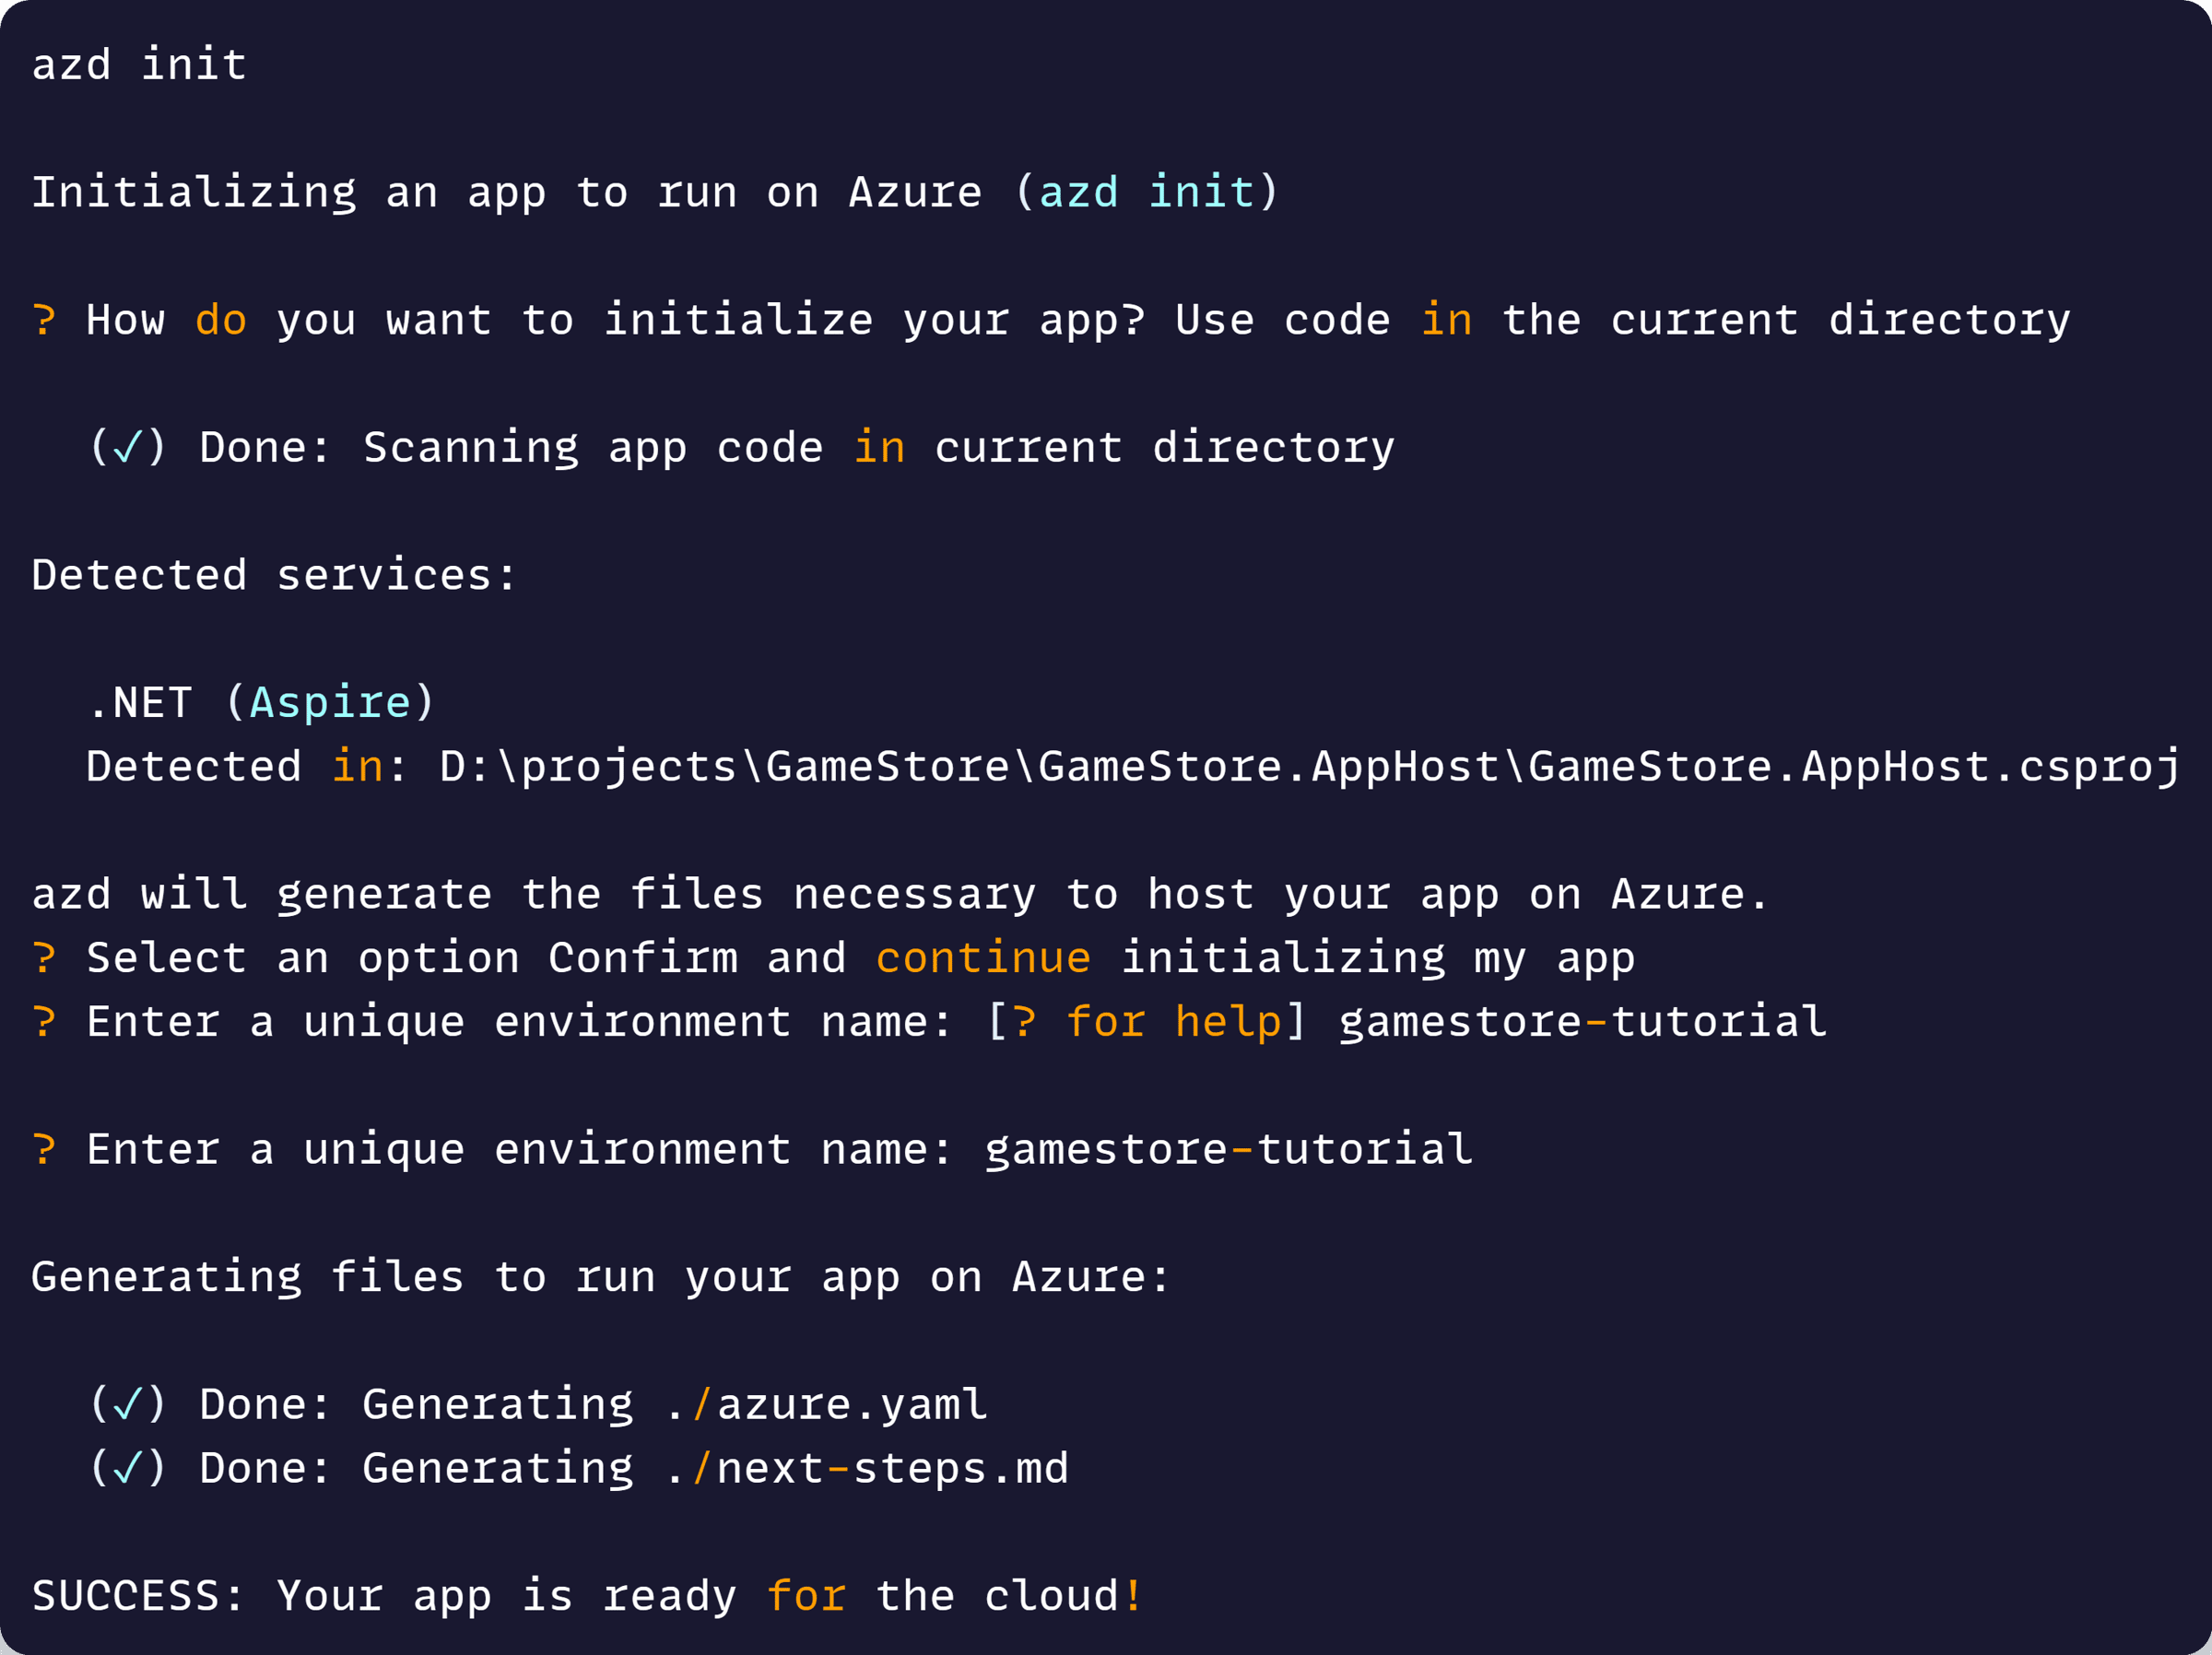 azd init
Initializing an app to run on Azure (azd init)
? How do you want to initialize your app? Use code in the current directory
(✓) Done: Scanning app code in current directory
Detected services:
.NET (Aspire)
Detected in: D:\projects\GameStore\GameStore.AppHost\GameStore.AppHost.csproj
azd will generate the files necessary to host your app on Azure.
? Select an option Confirm and continue initializing my app
? Enter a unique environment name: [? for help] gamestore-tutorial
? Enter a unique environment name: gamestore-tutorial
Generating files to run your app on Azure:
(✓) Done: Generating ./azure.yaml
(✓) Done: Generating ./next-steps.md
SUCCESS: Your app is ready for the cloud!